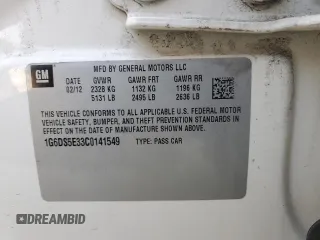 GM
MFD BY GENERAL MOTORS LLC
DATE GVWR GAWR FRT GAWR RR
02/12 2328 KG 1132 KG 1196 KG
5131 LB 2495 LB 2636 LB
THIS VEHICLE CONFORMS TO ALL APPLICABLE U.S. FEDERAL MOTOR
VEHICLE SAFETY, BUMPER, AND THEFT PREVENTION STANDARDS IN
EFFECT ON THE DATE OF MANUFACTURE SHOWN ABOVE.
1G6DS5E33C0141549 TYPE: PASS CAR
DREAMBID